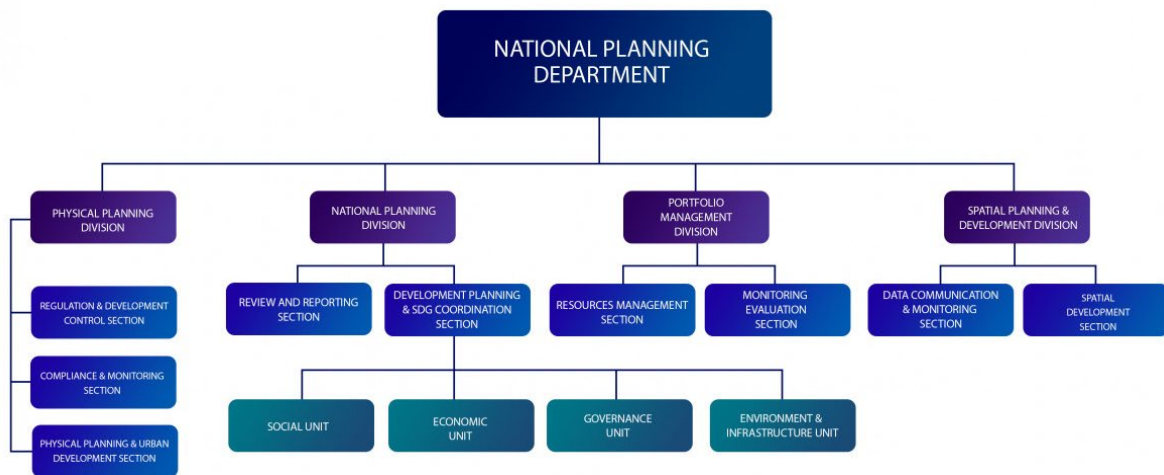 NATIONAL PLANNING
DEPARTMENT
PHYSICAL PLANNING
DIVISION
NATIONAL PLANNING
DIVISION
PORTFOLIO
MANAGEMENT
DIVISION
SPATIAL PLANNING &
DEVELOPMENT DIVISION
REGULATION & DEVELOPMENT
CONTROL SECTION
REVIEW AND REPORTING
SECTION
DEVELOPMENT PLANNING
& SDG COORDINATION
SECTION
RESOURCES MANAGEMENT
SECTION
MONITORING
EVALUATION
SECTION
DATA COMMUNICATION
& MONITORING
SECTION
SPATIAL
DEVELOPMENT
SECTION
COMPLIANCE & MONITORING
SECTION
PHYSICAL PLANNING & URBAN
DEVELOPMENT SECTION
SOCIAL UNIT
ECONOMIC
UNIT
GOVERNANCE
UNIT
ENVIRONMENT &
INFRASTRUCTURE UNIT